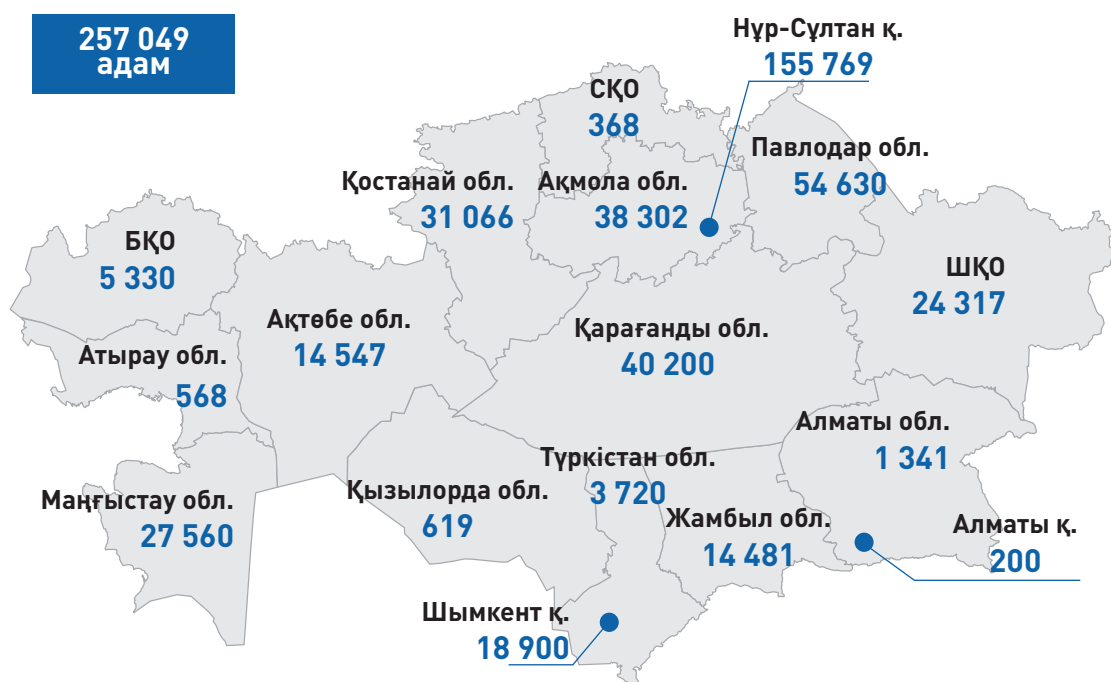 257 049
адам
Нұр-Сұлтан қ.
155 769
СҚО
368
Павлодар обл.
54 630
Қостанай обл.
31 066
Ақмола обл.
38 302
БҚО
5 330
ШҚО
24 317
Ақтөбе обл.
14 547
Қарағанды обл.
40 200
Атырау обл.
568
Алматы обл.
1 341
Түркістан обл.
3 720
Маңғыстау обл.
27 560
Қызылорда обл.
619
Жамбыл обл.
14 481
Алматы қ.
200
Шымкент қ.
18 900